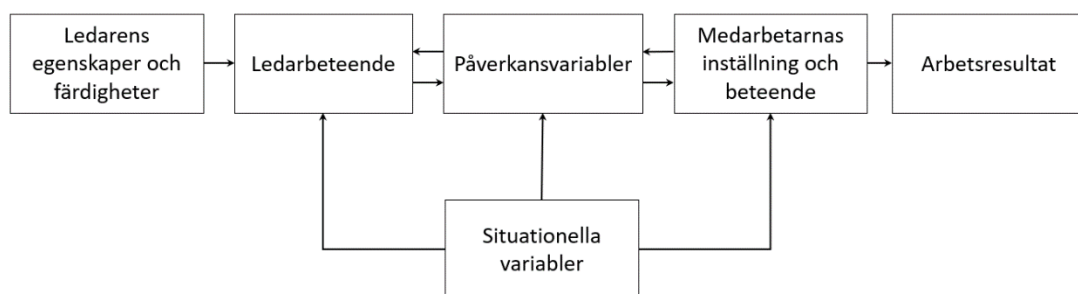 Ledarens
egenskaper och
färdigheter
Ledarbeteende
Påverkansvariabler
Medarbetarnas
inställning och
beteende
Arbetsresultat
Situationella
variabler